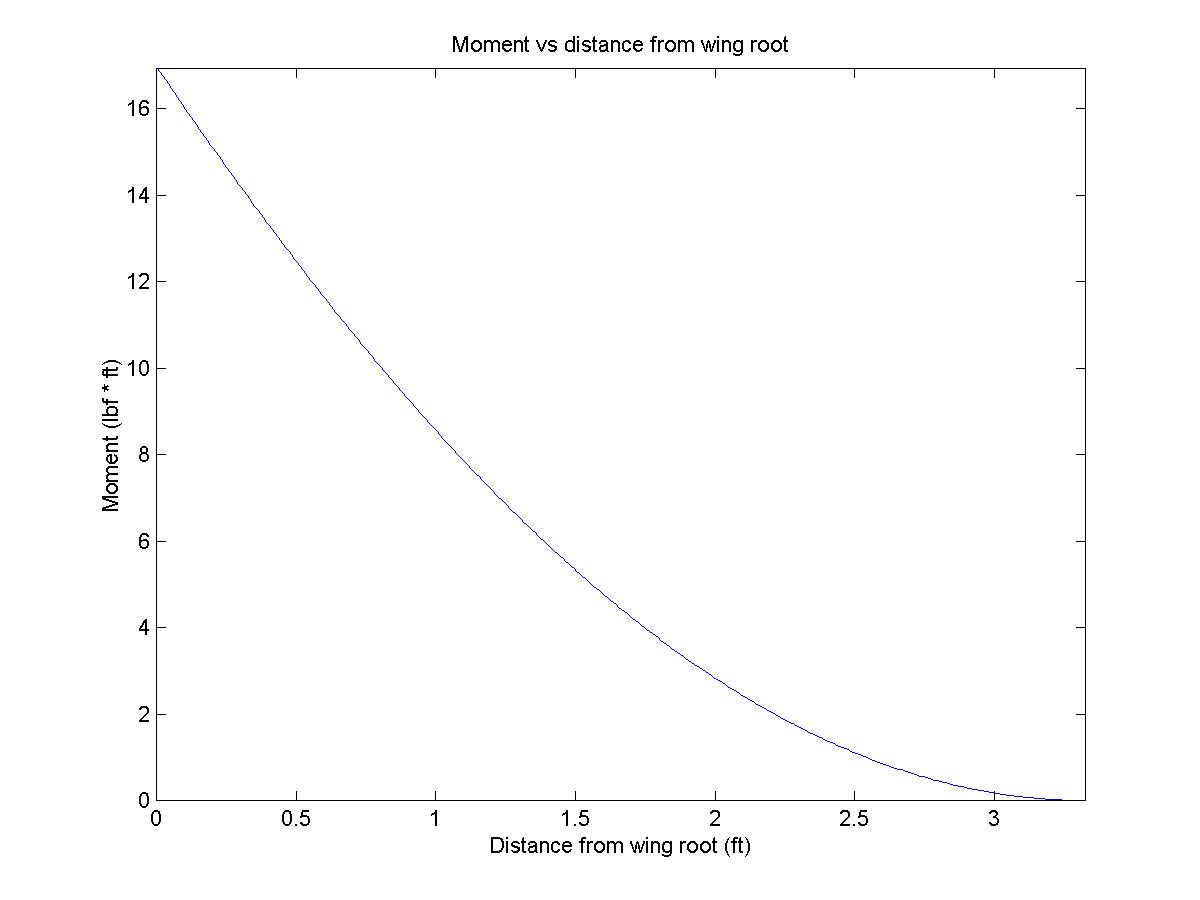 Moment vs distance from wing root
16
14
12
10
8
6
4
2
0
Moment (lbf * ft)
0 0.5 1 1.5 2 2.5 3
Distance from wing root (ft)